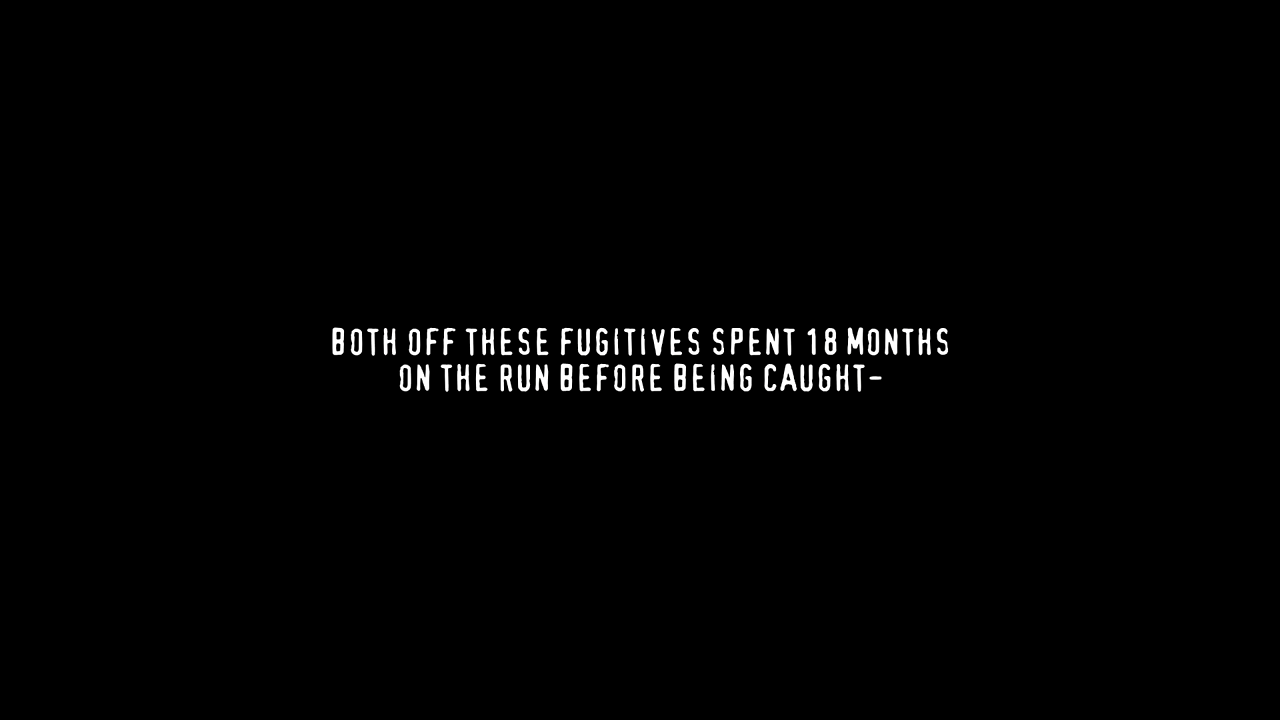 BOTH OFF THESE FUGITIVES SPENT 18 MONTHS
ON THE RUN BEFORE BEING CAUGHT-